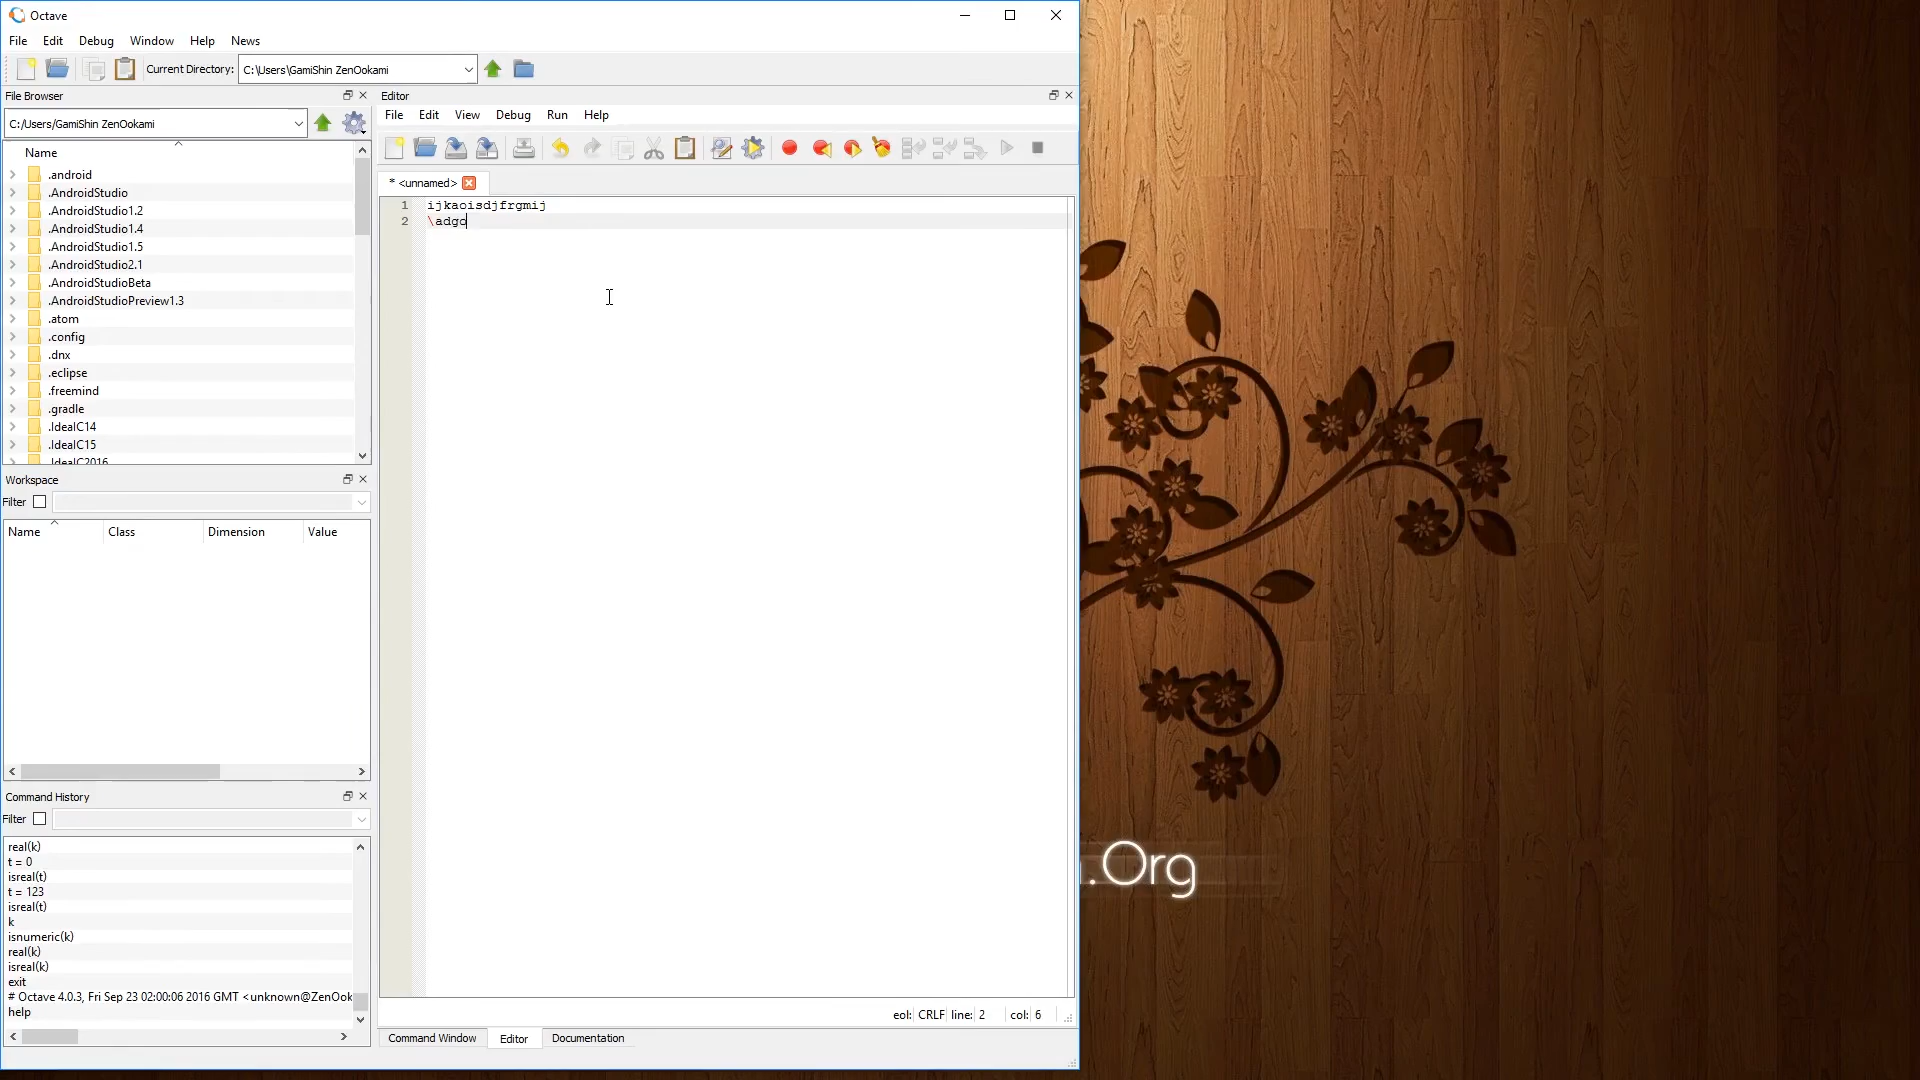 Octave
File Edit Debug Window Help News
Current Directory: C:\Users\GamiShin ZenOokami
File Browser
C:/Users/GamiShin ZenOokami
Name
.android
.AndroidStudio
.AndroidStudio1.2
.AndroidStudio1.4
.AndroidStudio1.5
.AndroidStudio2.1
.AndroidStudioBeta
.AndroidStudioPreview1.3
.atom
.config
.dnx
.eclipse
.freemind
.gradle
.IdeaIC14
.IdeaIC15
.IdeaIC2016
Workspace
Filter
Name Class Dimension Value
Command History
Filter
real(k)
t = 0
isreal(t)
t = 123
isreal(t)
k
isnumeric(k)
real(k)
isreal(k)
exit
# Octave 4.0.3, Fri Sep 23 02:00:06 2016 GMT <unknown@ZenOok
help
Editor
File Edit View Debug Run Help
* <unnamed>
1 ijkaoisdjfrgmij
2 \adgo
eol: CRLF line: 2 col: 6
Command Window Editor Documentation
.Org